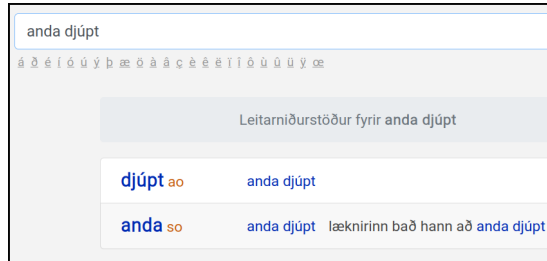 anda djúpt
á ð é í ó ú ý þ æ ö à â ç è ê ë ï î ô ù û ü ÿ œ
Leitarniðurstöður fyrir anda djúpt
djúpt ao anda djúpt
anda so anda djúpt læknirinn bað hann að anda djúpt